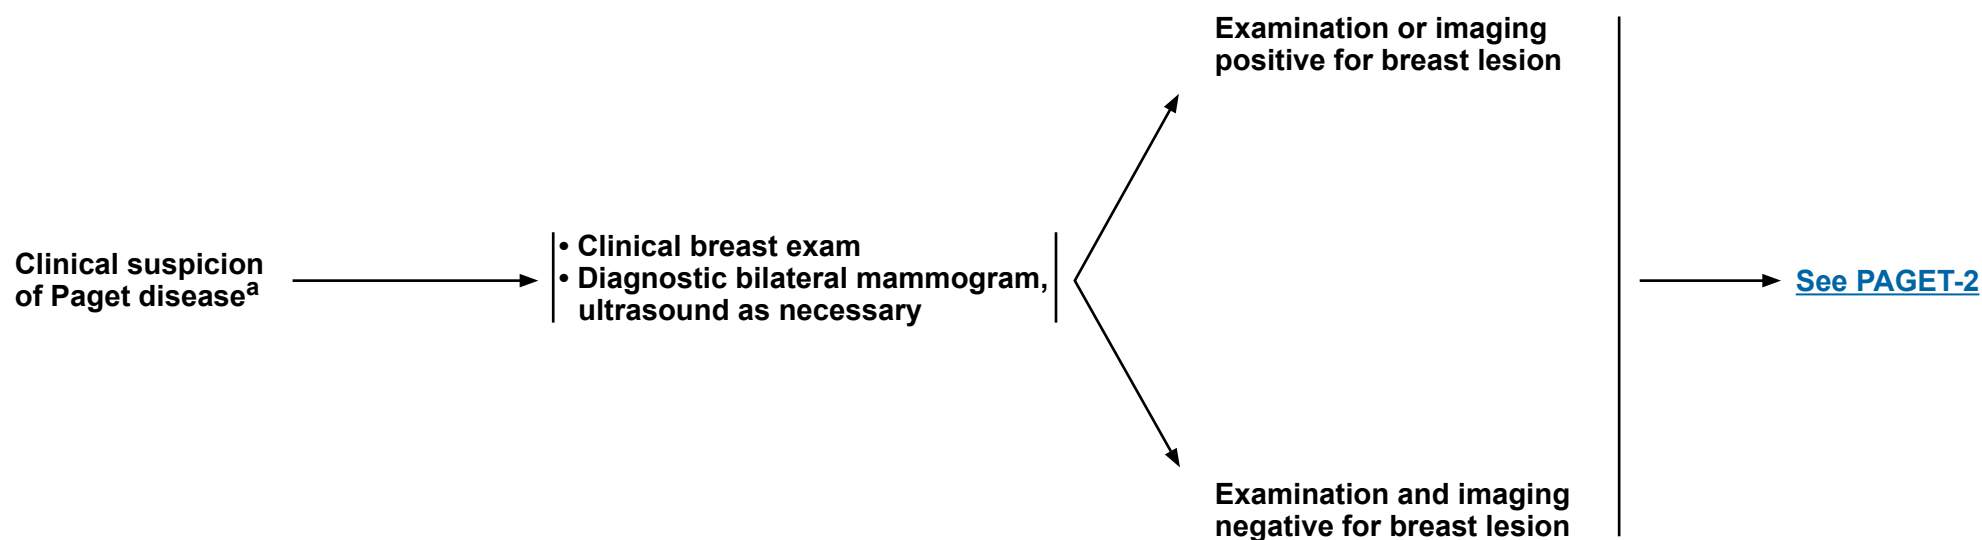 Clinical suspicion
of Paget diseaseᵃ
• Clinical breast exam
• Diagnostic bilateral mammogram,
ultrasound as necessary
Examination or imaging
positive for breast lesion
Examination and imaging
negative for breast lesion
See PAGET-2